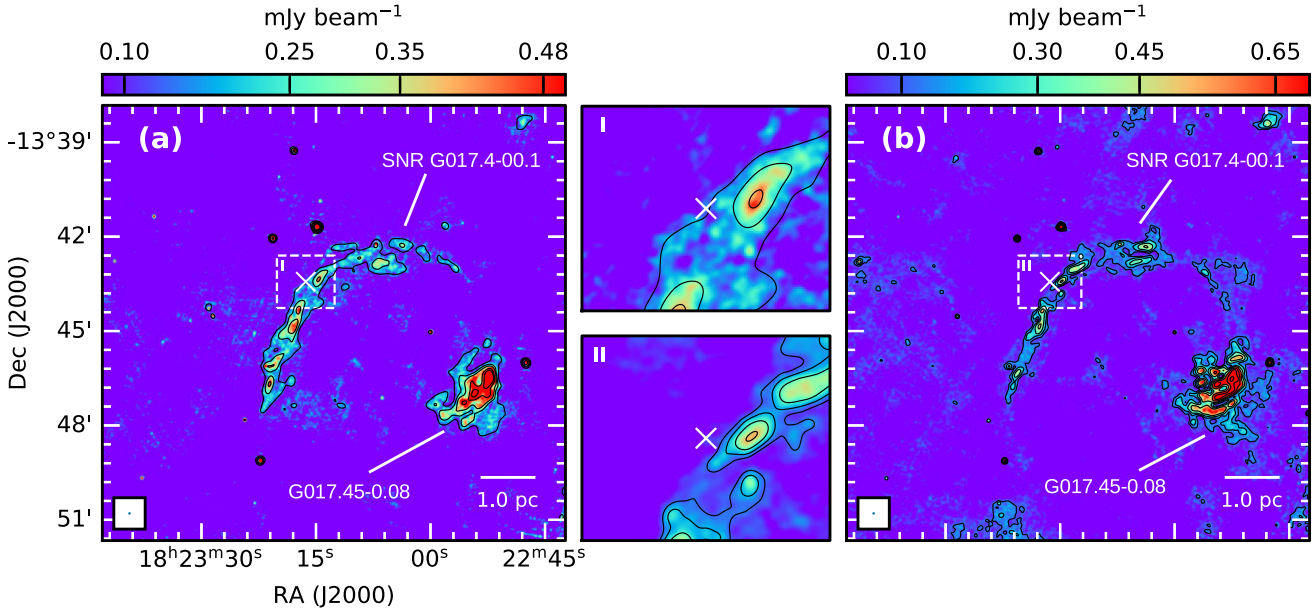 mJy beam⁻¹
0.10 0.25 0.35 0.48
(a)
SNR G017.4-00.1
I
G017.45-0.08
1.0 pc
-13°39'
42'
45'
48'
51'
Dec (J2000)
18ʰ23ᵐ30ˢ 15ˢ 00ˢ 22ᵐ45ˢ
RA (J2000)
I
II
mJy beam⁻¹
0.10 0.30 0.45 0.65
(b)
SNR G017.4-00.1
II
G017.45-0.08
1.0 pc